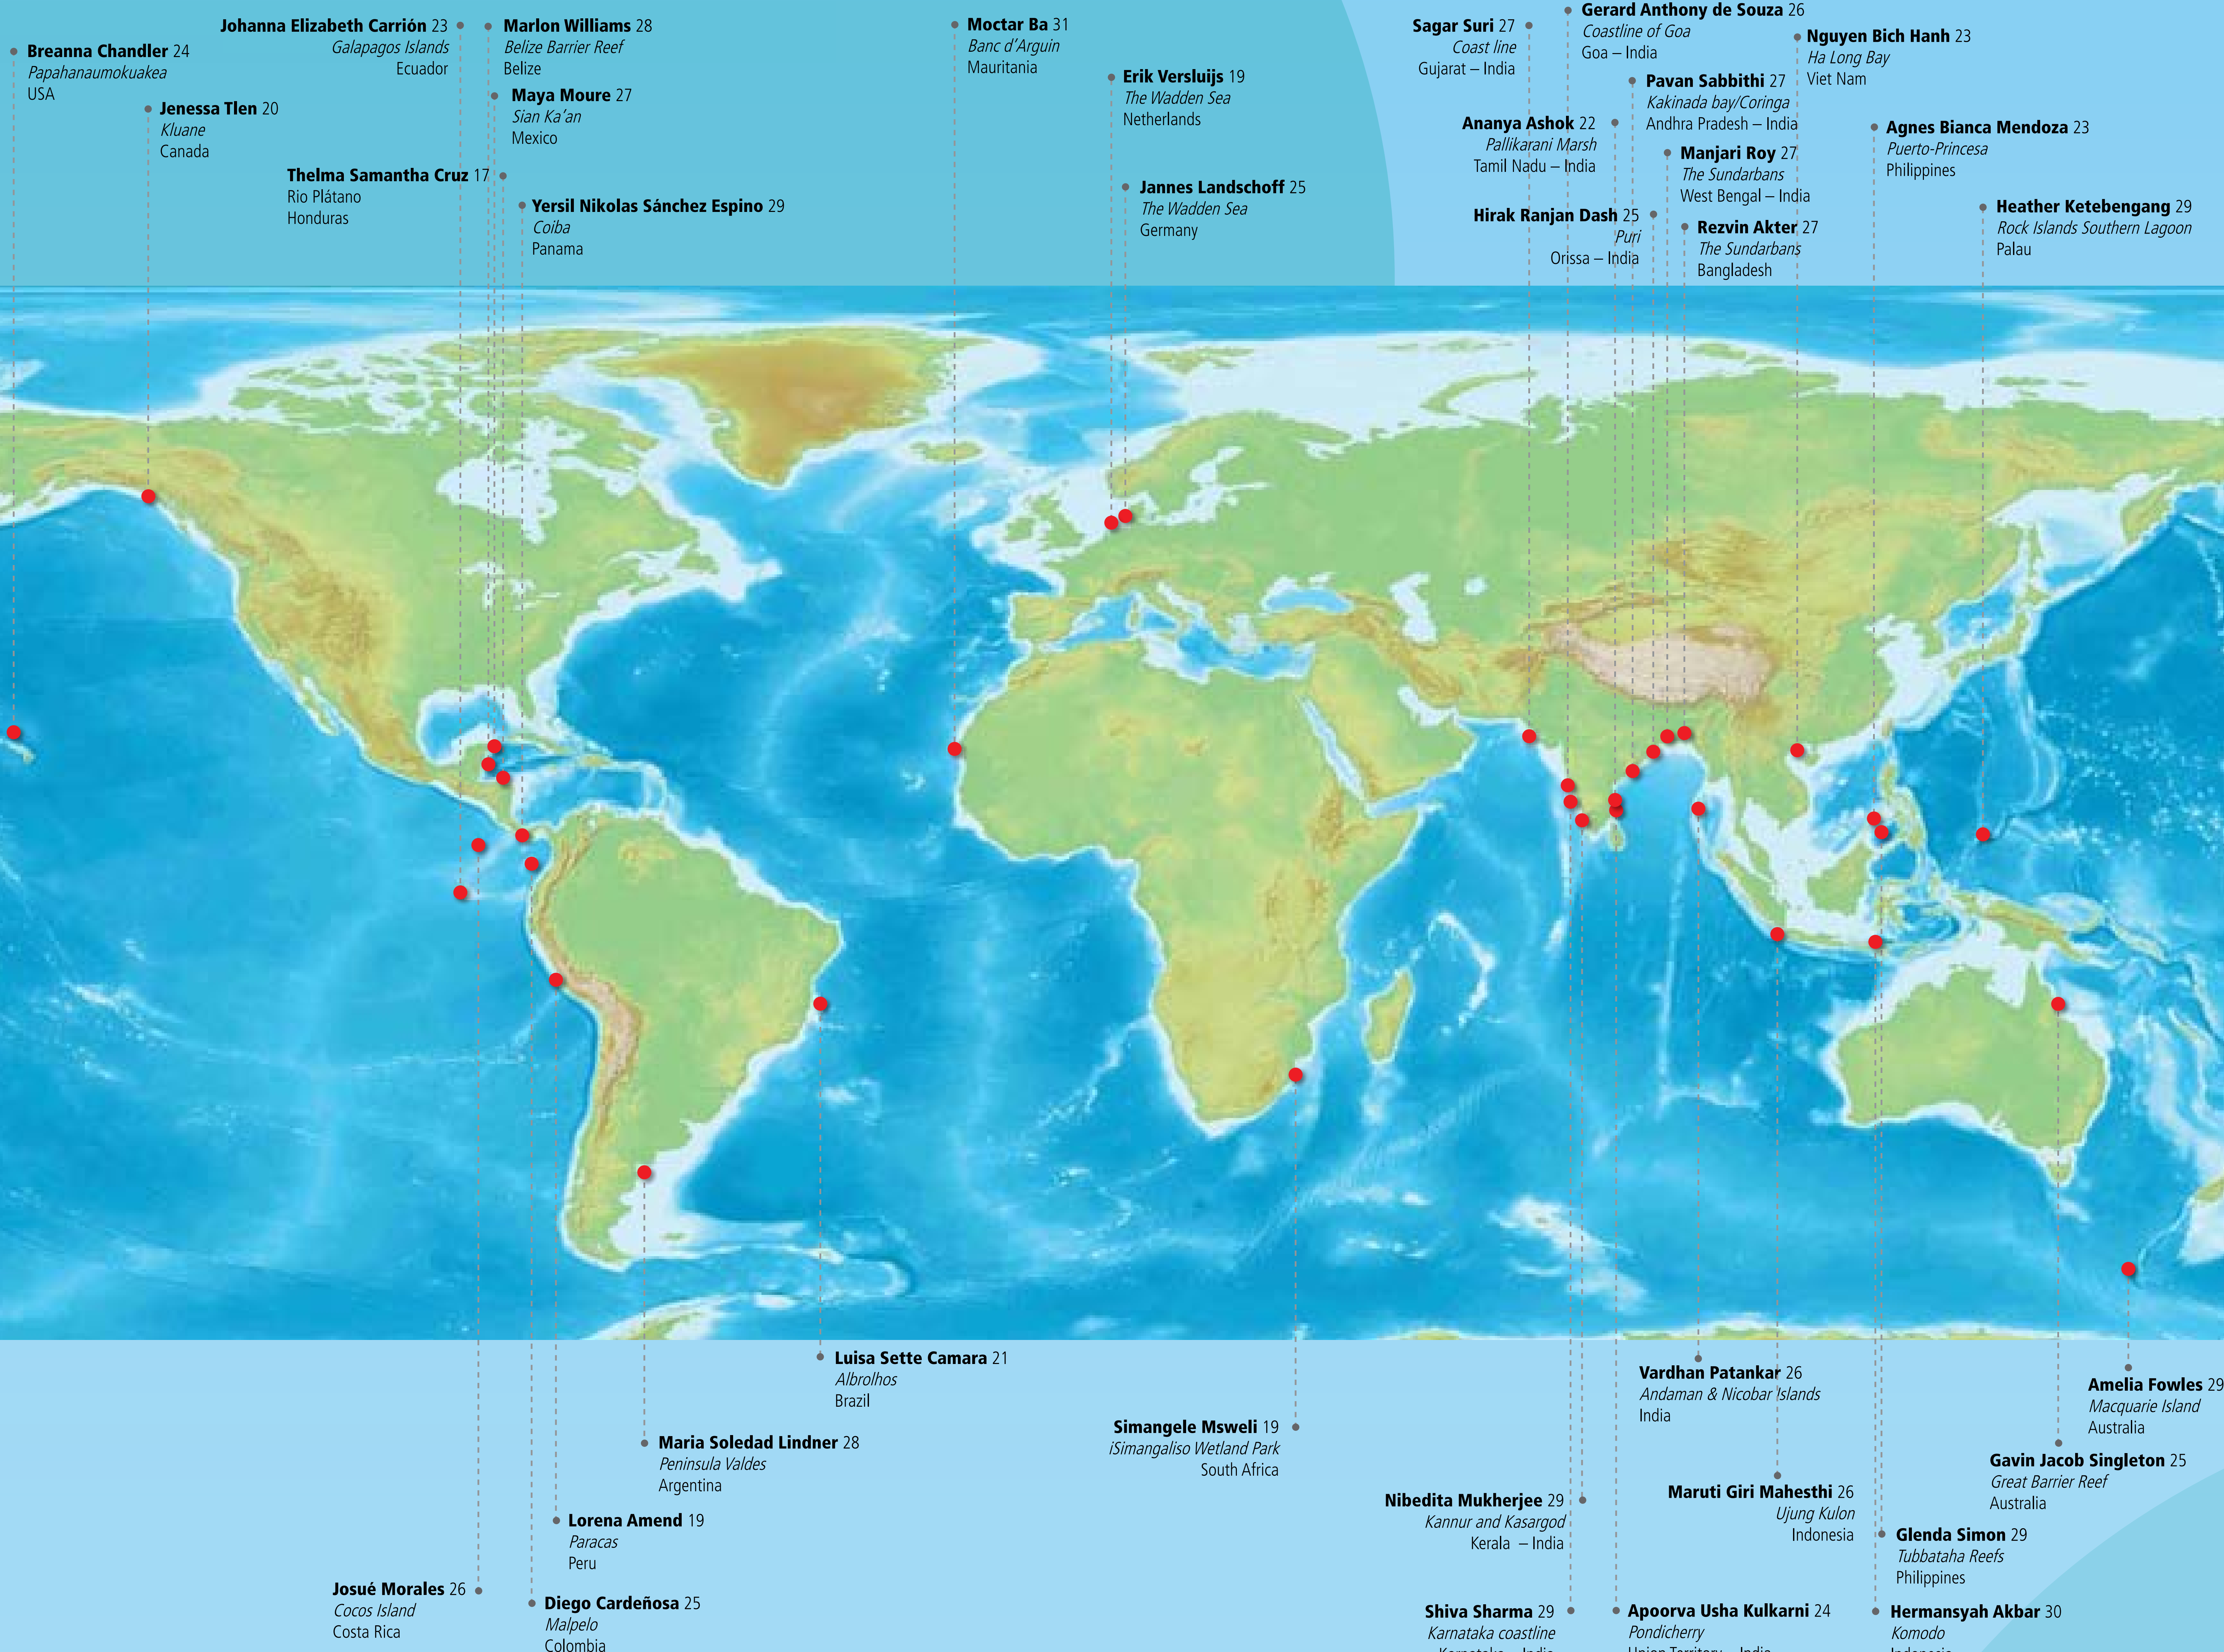 Breanna Chandler 24
Papahanaumokuakea
USA
Jenessa Tlen 20
Kluane
Canada
Johanna Elizabeth Carrión 23
Galapagos Islands
Ecuador
Marlon Williams 28
Belize Barrier Reef
Belize
Maya Moure 27
Sian Ka’an
Mexico
Thelma Samantha Cruz 17
Rio Plátano
Honduras
Yersil Nikolas Sánchez Espino 29
Coiba
Panama
Moctar Ba 31
Banc d’Arguin
Mauritania
Erik Versluijs 19
The Wadden Sea
Netherlands
Jannes Landschoff 25
The Wadden Sea
Germany
Sagar Suri 27
Coast line
Gujarat – India
Gerard Anthony de Souza 26
Coastline of Goa
Goa – India
Pavan Sabbithi 27
Kakinada bay/Coringa
Andhra Pradesh – India
Ananya Ashok 22
Pallikarani Marsh
Tamil Nadu – India
Manjari Roy 27
The Sundarbans
West Bengal – India
Hirak Ranjan Dash 25
Puri
Orissa – India
Rezvin Akter 27
The Sundarbans
Bangladesh
Nguyen Bich Hanh 23
Ha Long Bay
Viet Nam
Agnes Bianca Mendoza 23
Puerto-Princesa
Philippines
Heather Ketebengang 29
Rock Islands Southern Lagoon
Palau
Luisa Sette Camara 21
Albrolhos
Brazil
Maria Soledad Lindner 28
Peninsula Valdes
Argentina
Lorena Amend 19
Paracas
Peru
Josué Morales 26
Cocos Island
Costa Rica
Diego Cardeñosa 25
Malpelo
Colombia
Simangele Msweli 19
iSimangaliso Wetland Park
South Africa
Vardhan Patankar 26
Andaman & Nicobar Islands
India
Amelia Fowles 29
Macquarie Island
Australia
Gavin Jacob Singleton 25
Great Barrier Reef
Australia
Nibedita Mukherjee 29
Kannur and Kasargod
Kerala – India
Maruti Giri Mahesthi 26
Ujung Kulon
Indonesia
Glenda Simon 29
Tubbataha Reefs
Philippines
Shiva Sharma 29
Karnataka coastline
Karnataka – India
Apoorva Usha Kulkarni 24
Pondicherry
Union Territory – India
Hermansyah Akbar 30
Komodo
Indonesia